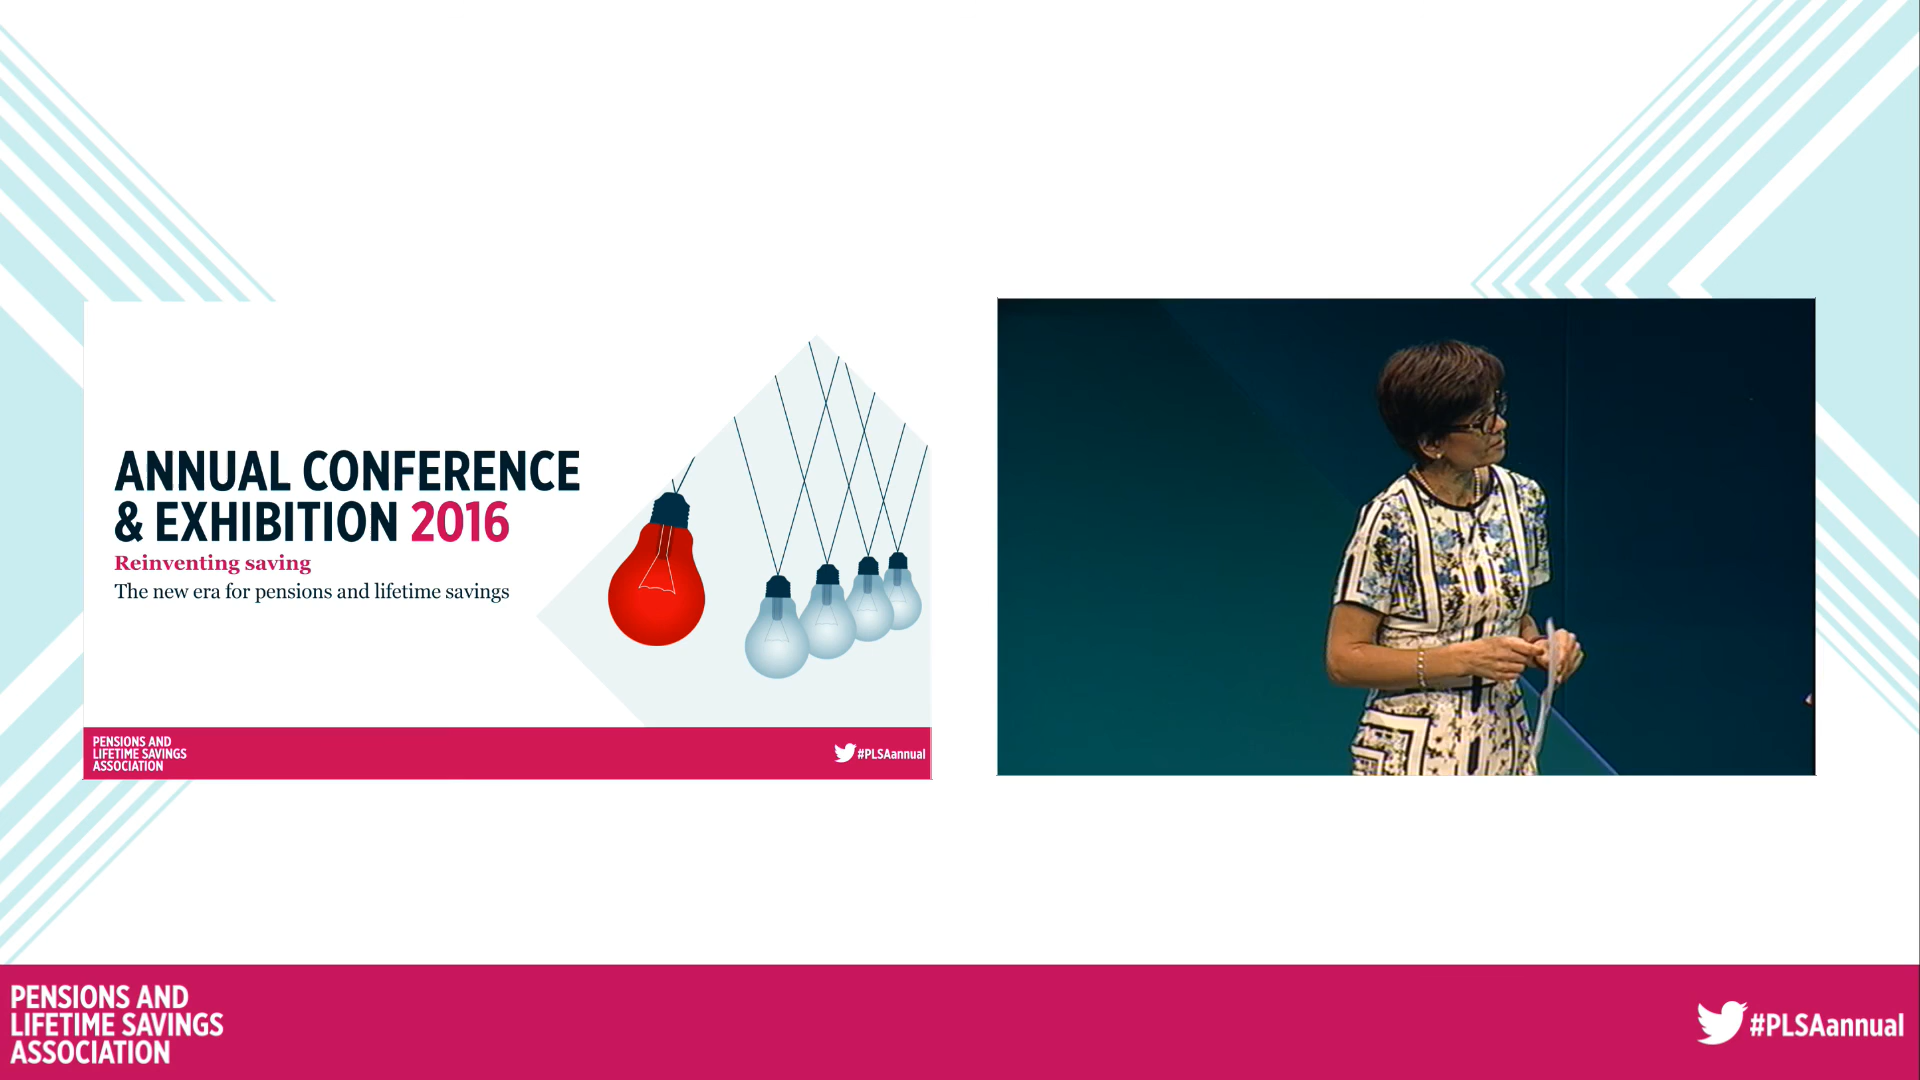 ANNUAL CONFERENCE
& EXHIBITION 2016
Reinventing saving
The new era for pensions and lifetime savings
PENSIONS AND
LIFETIME SAVINGS
ASSOCIATION
#PLSAannual
PENSIONS AND
LIFETIME SAVINGS
ASSOCIATION
#PLSAannual